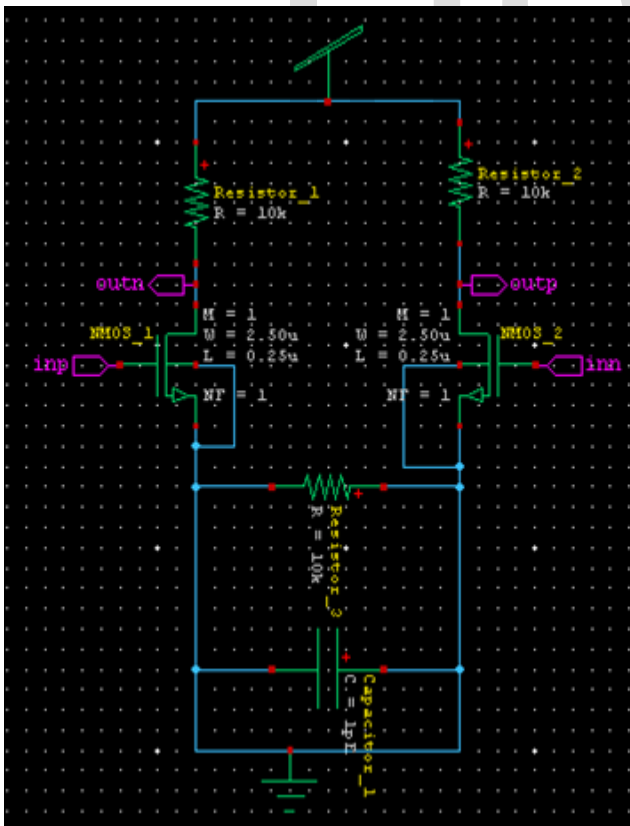 Resistor_1
R = 10k
Resistor_2
R = 10k
outn
outp
NMOS_1
M = 1
W = 2.50u
L = 0.25u
NF = 1
M = 1
W = 2.50u
L = 0.25u
NF = 1
NMOS_2
inp
inn
Resistor_3
R = 10k
Capacitor_1
C = 1pF